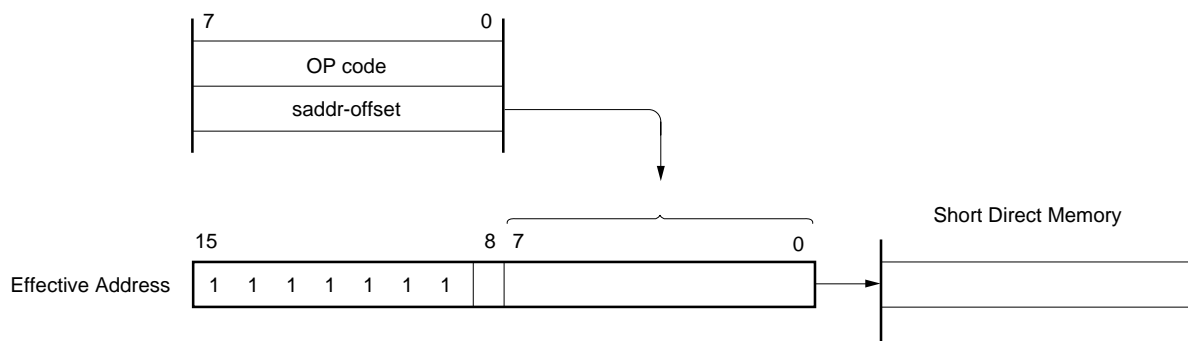 7 0
OP code
saddr-offset
Short Direct Memory
15 8 7 0
Effective Address 1 1 1 1 1 1 1